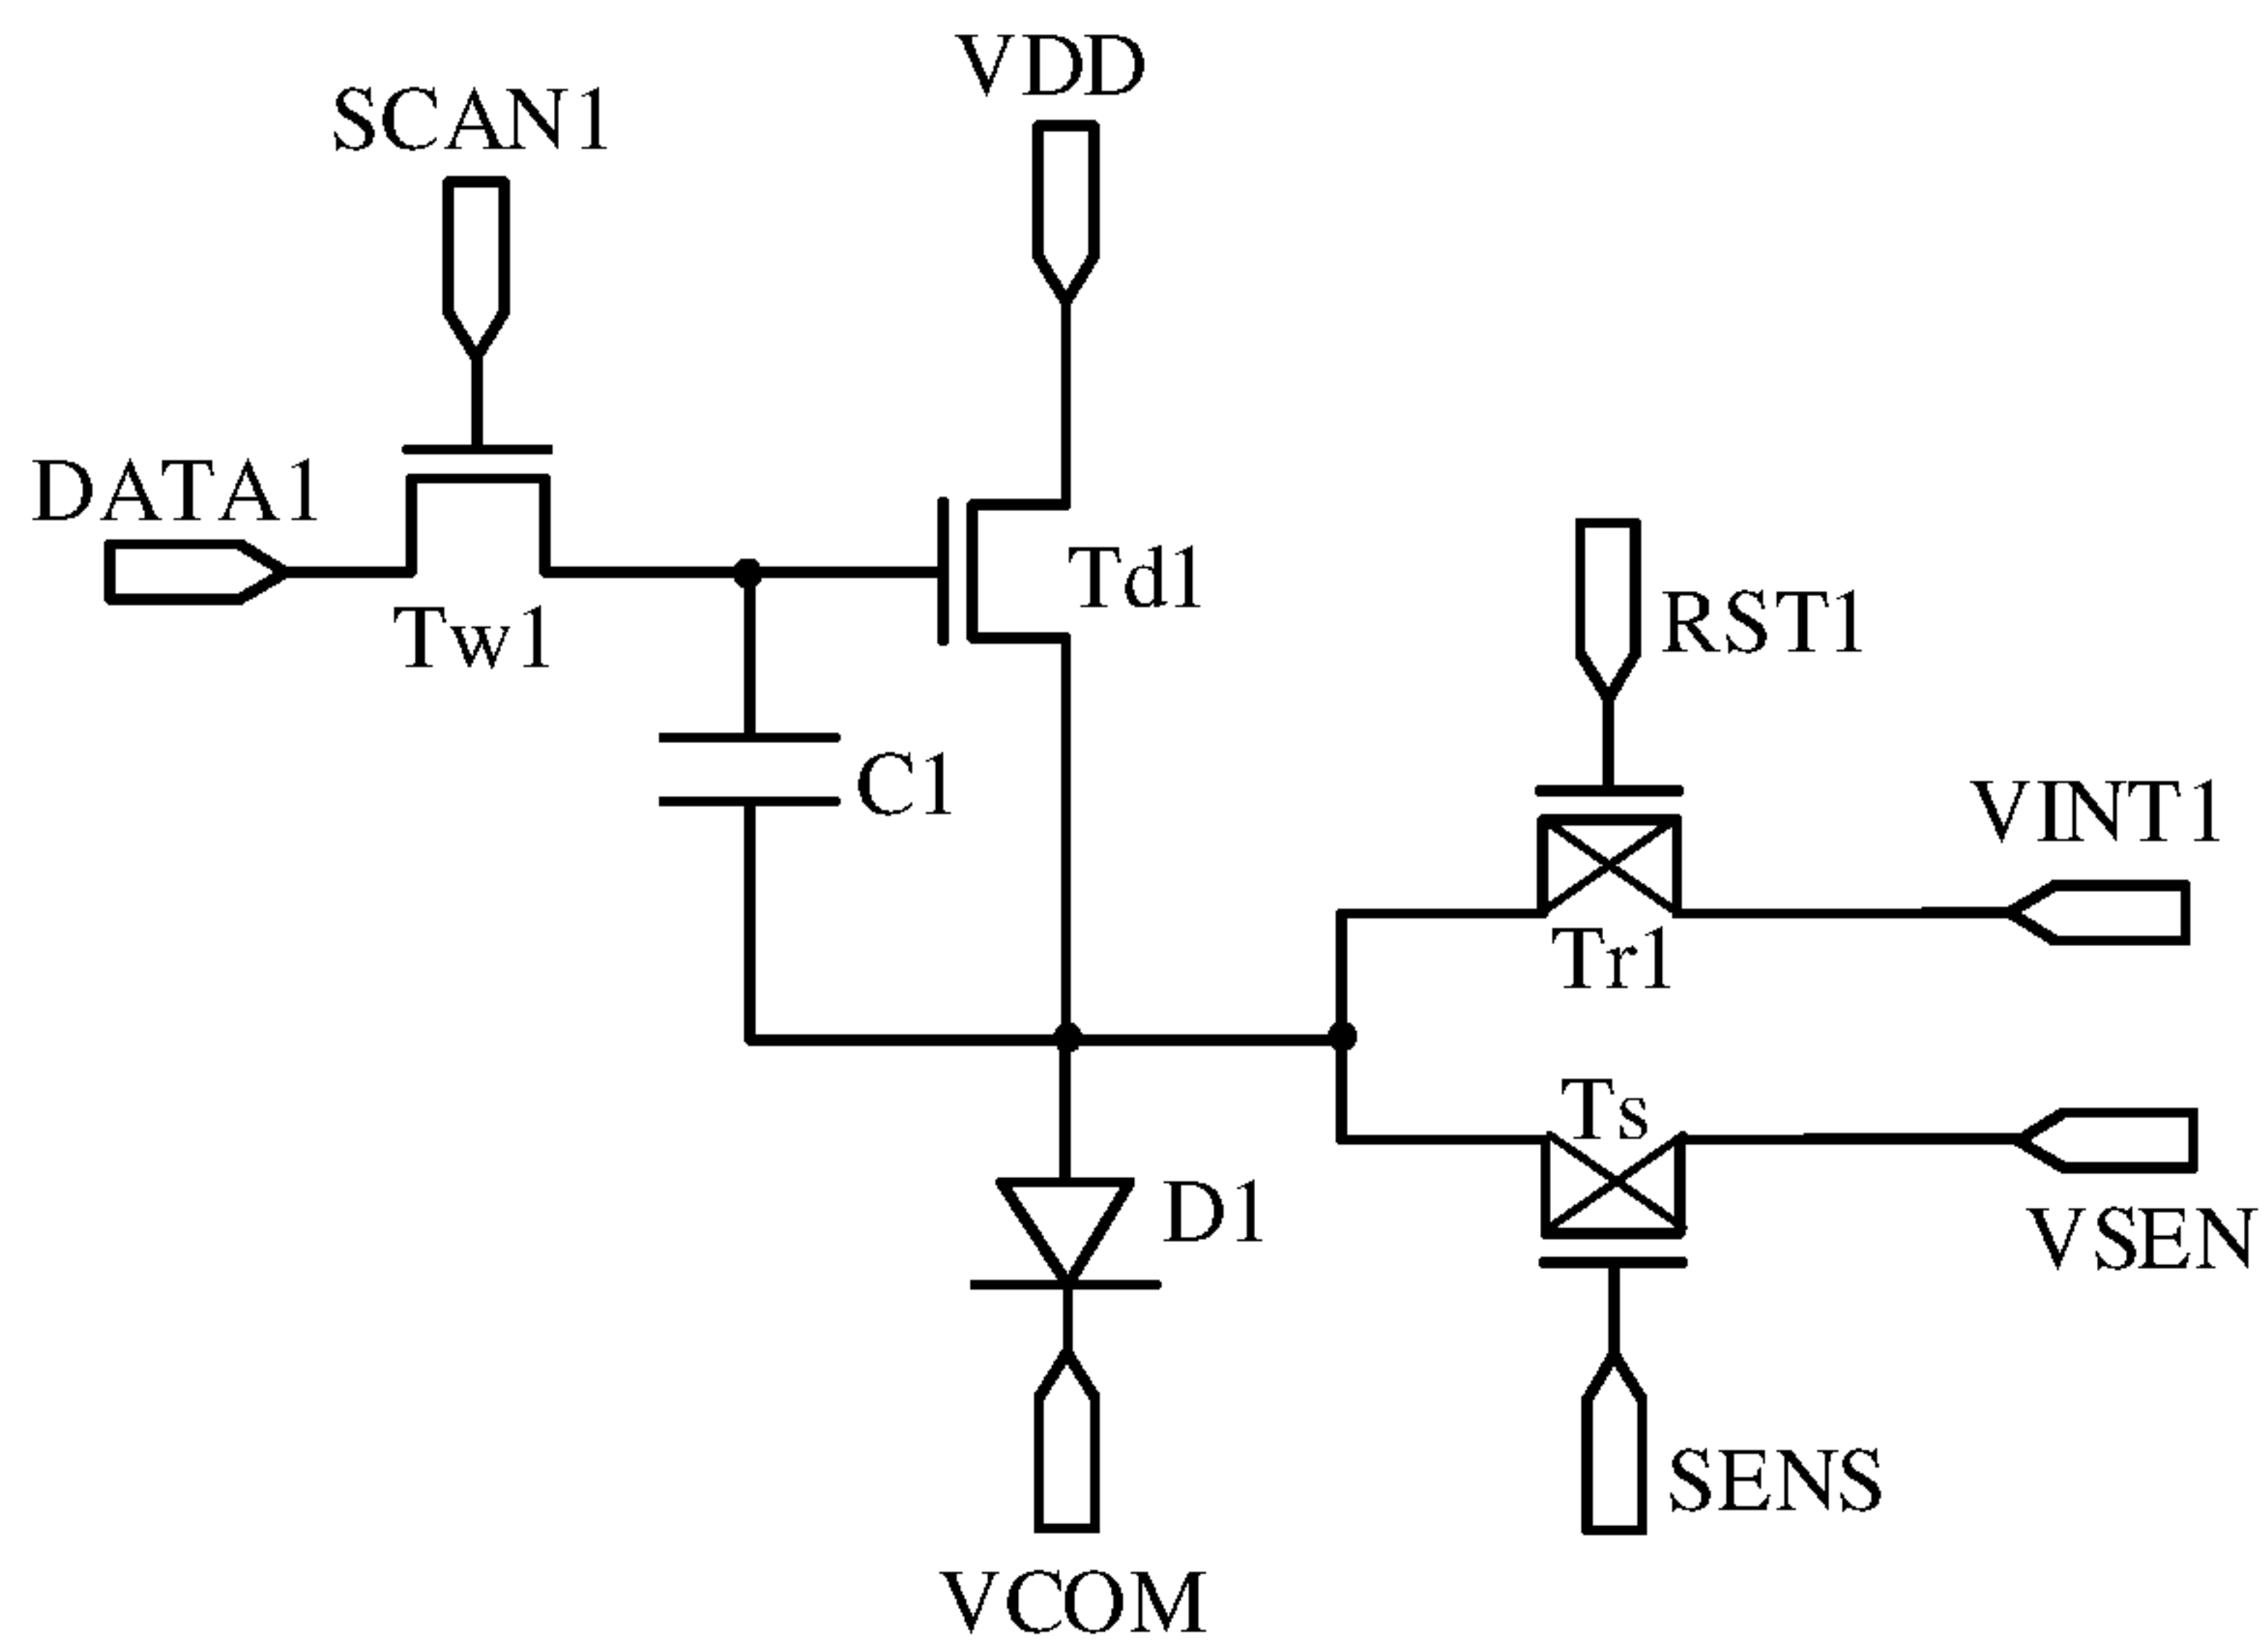 VDD
SCAN1
DATA1
Tw1
Td1
RST1
C1
VINT1
Tr1
Ts
D1
VSEN
SENS
VCOM